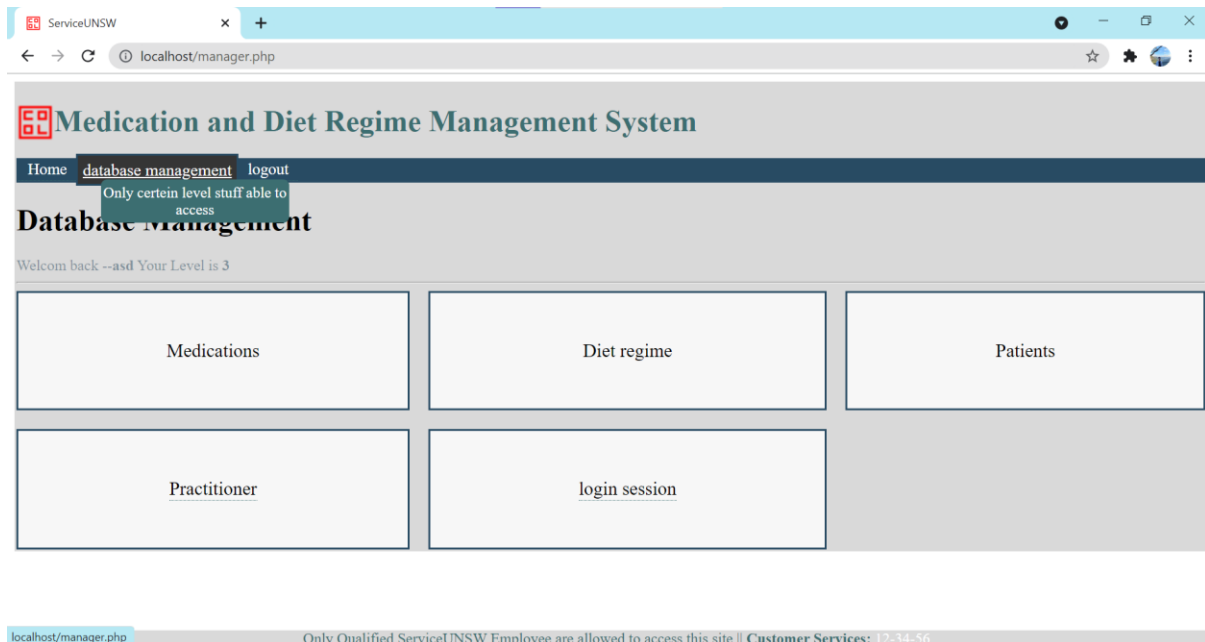 ServiceUNSW
localhost/manager.php
Medication and Diet Regime Management System
Home database management logout
Only certein level stuff able to
access
Database Management
Welcom back --asd Your Level is 3
Medications
Diet regime
Patients
Practitioner
login session
localhost/manager.php
Only Qualified ServiceUNSW Employee are allowed to access this site || Customer Services: 12-34-56